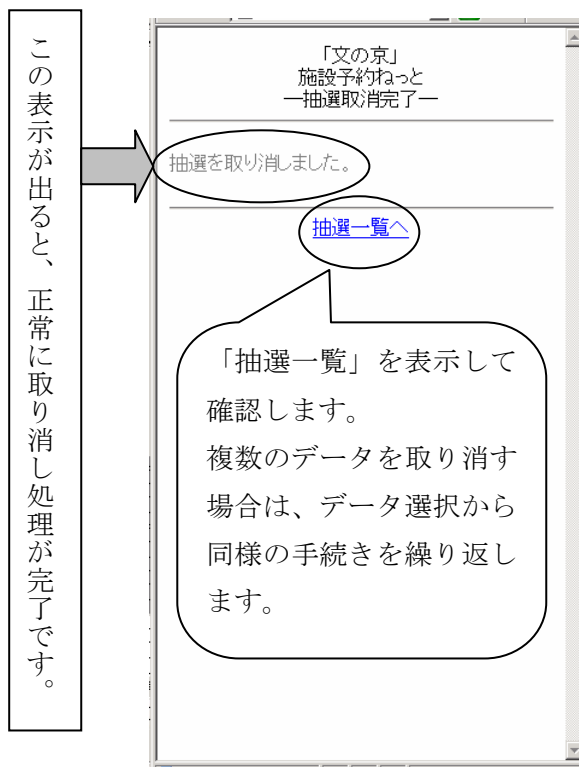 この表示が出ると、正常に取り消し処理が完了です。
「文の京」
施設予約ねっと
―抽選取消完了―
抽選を取り消しました。
抽選一覧へ
「抽選一覧」を表示して
確認します。
複数のデータを取り消す
場合は、データ選択から
同様の手続きを繰り返し
ます。